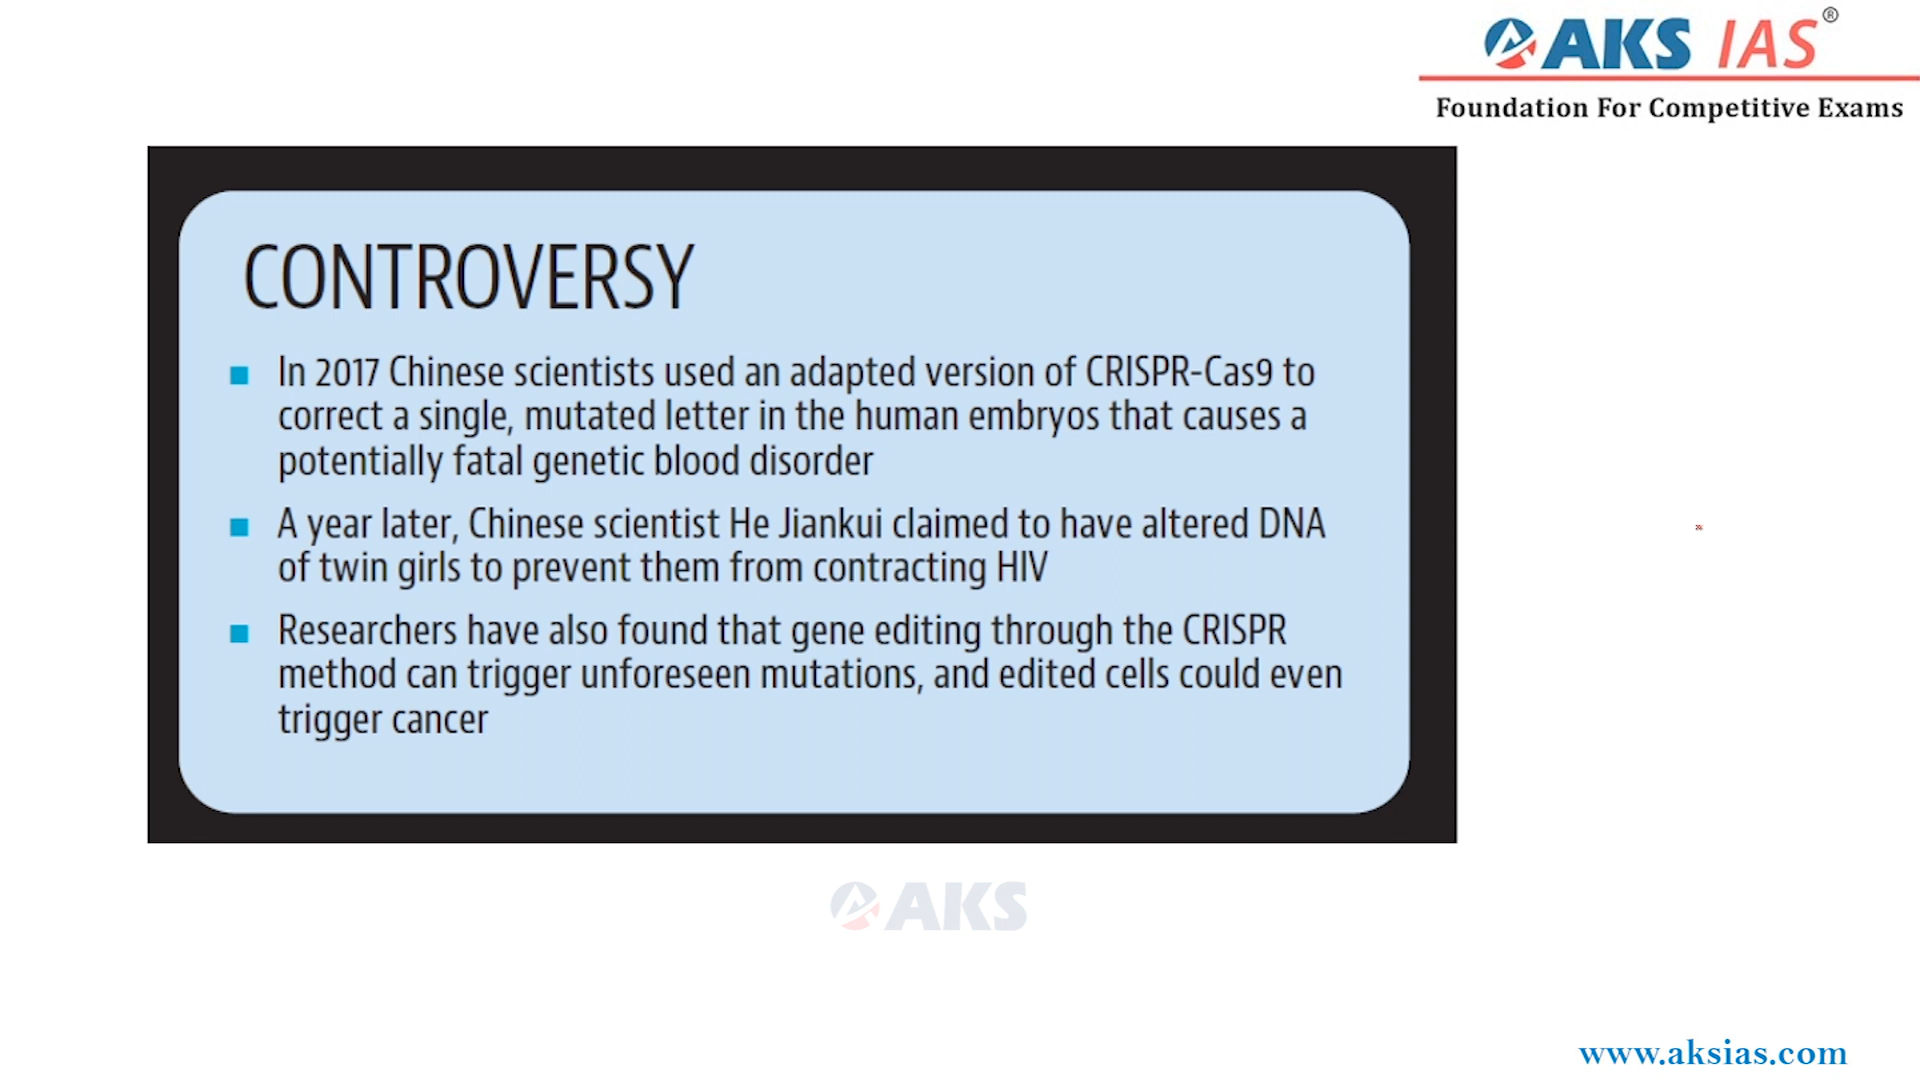 AKS IAS®
Foundation For Competitive Exams
CONTROVERSY
■ In 2017 Chinese scientists used an adapted version of CRISPR-Cas9 to
correct a single, mutated letter in the human embryos that causes a
potentially fatal genetic blood disorder
■ A year later, Chinese scientist He Jiankui claimed to have altered DNA
of twin girls to prevent them from contracting HIV
■ Researchers have also found that gene editing through the CRISPR
method can trigger unforeseen mutations, and edited cells could even
trigger cancer
AKS
www.aksias.com